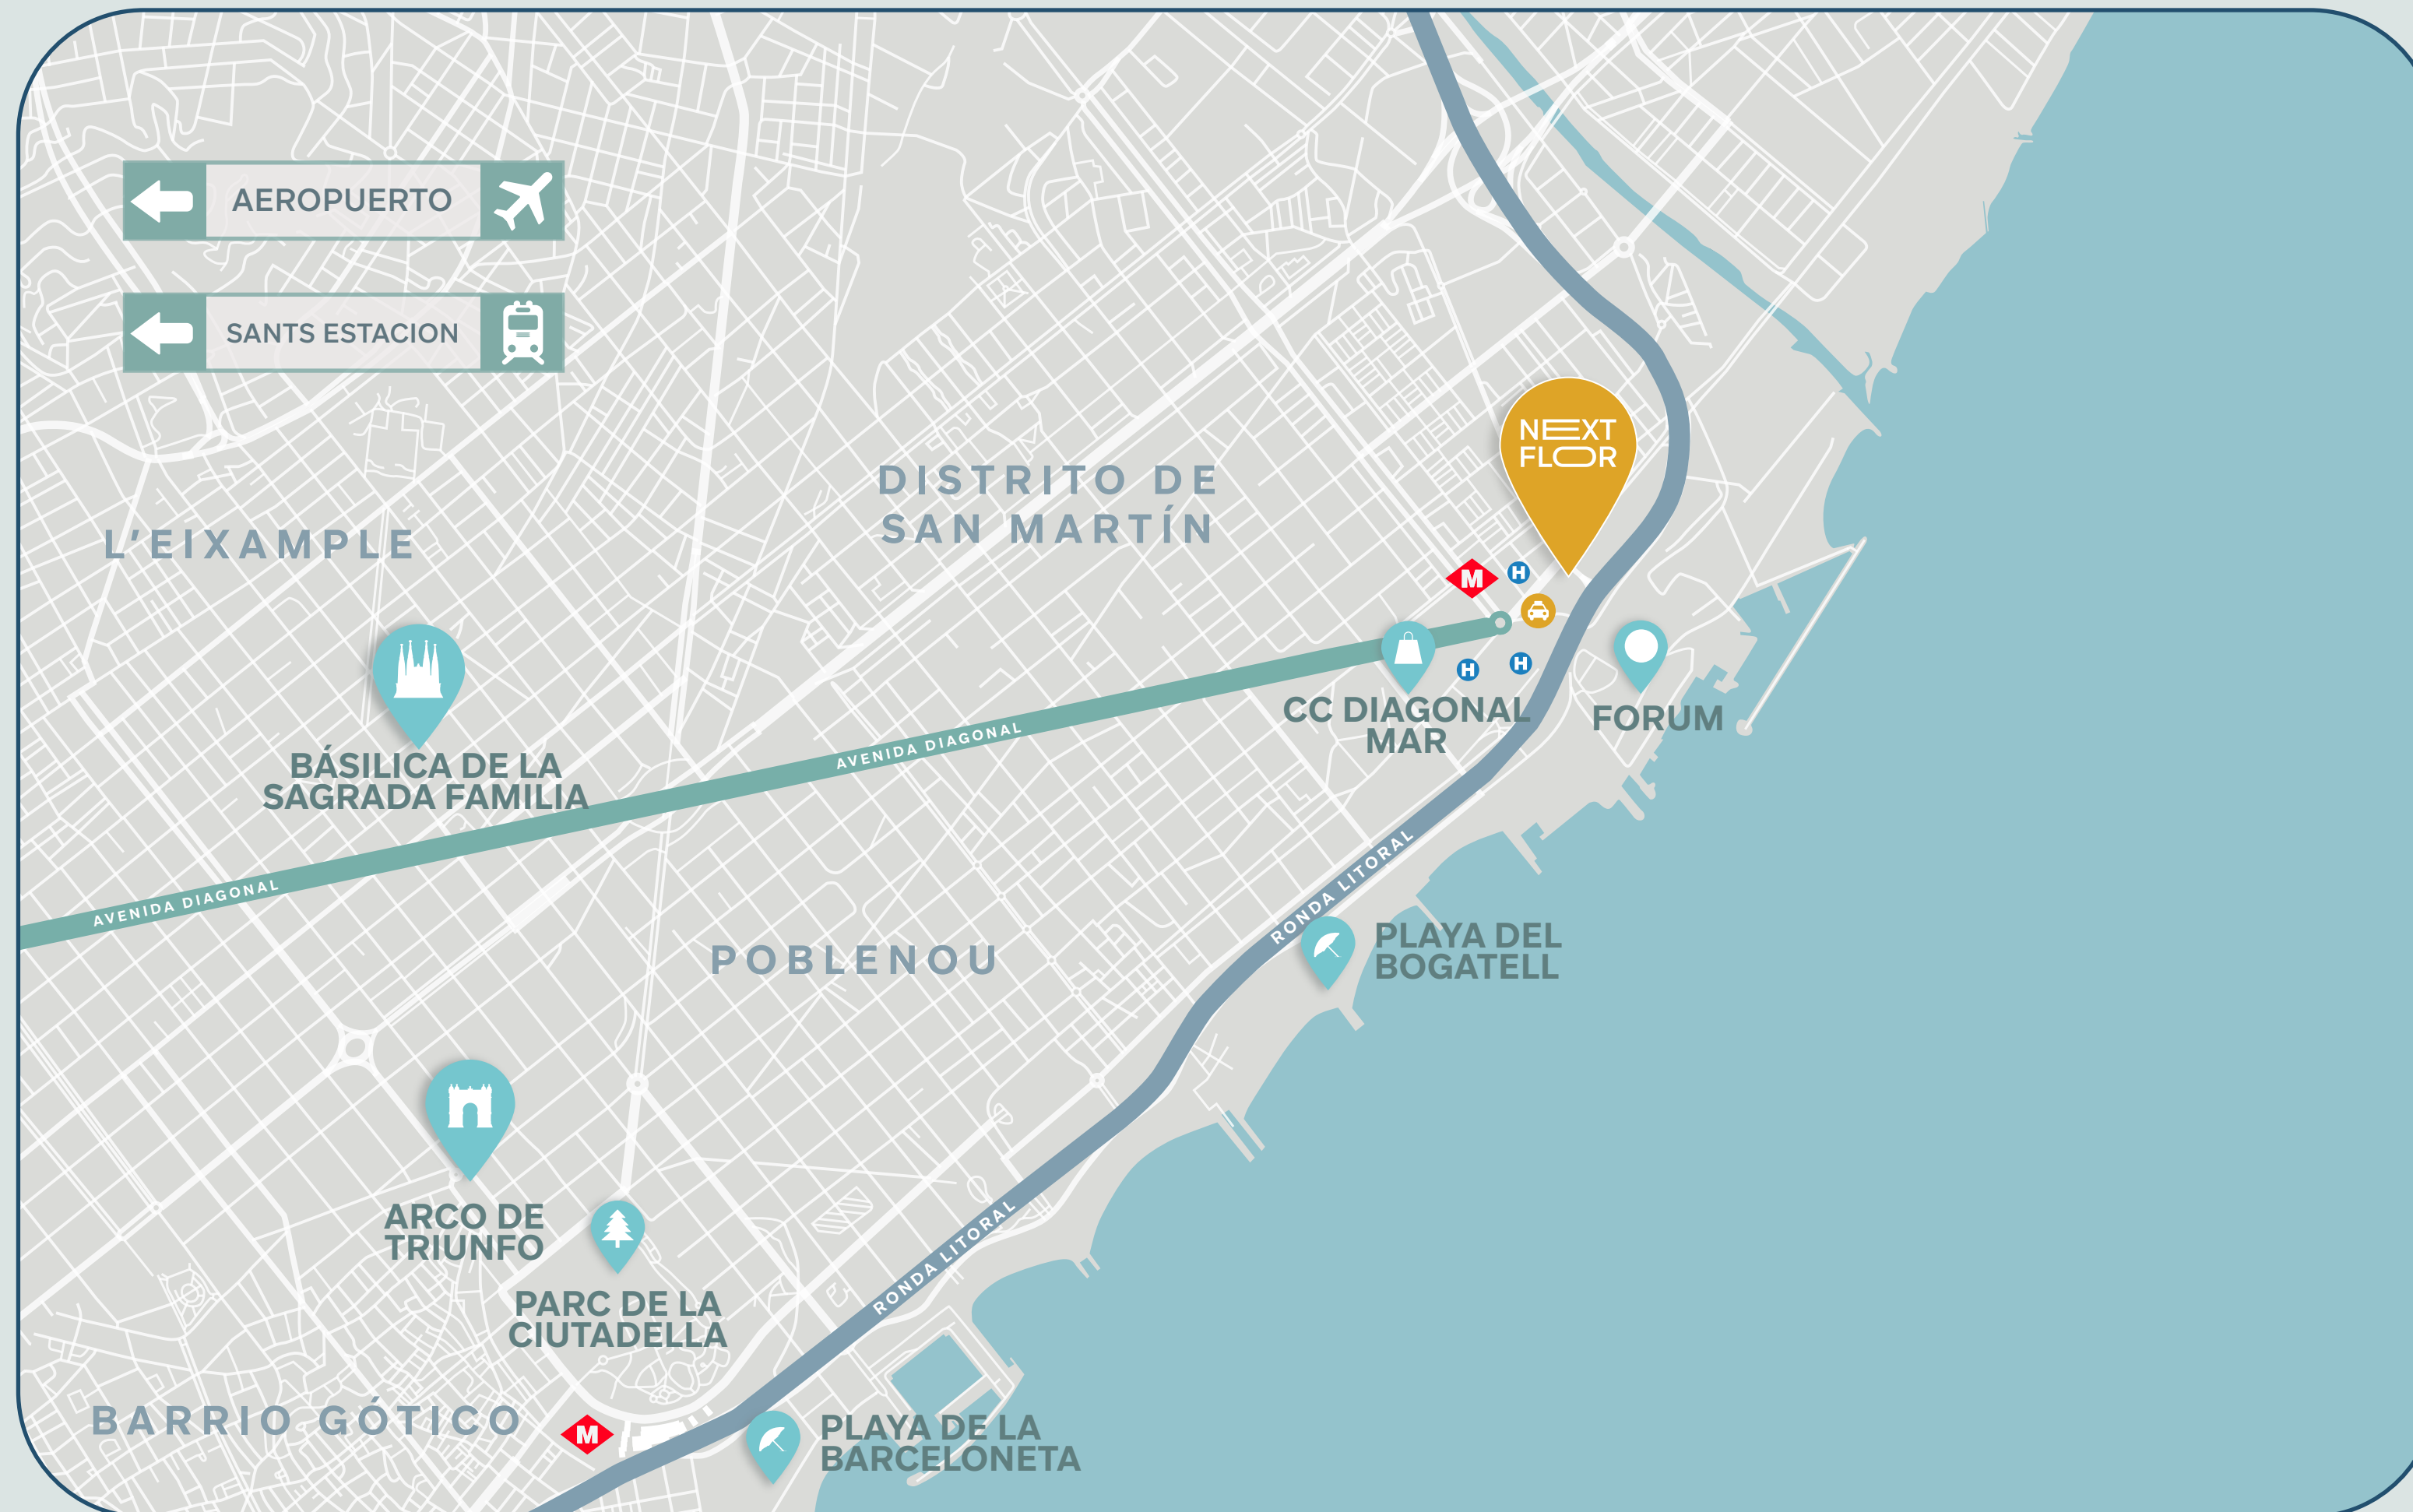 AEROPUERTO
SANTS ESTACION
NEXT
FLOOR
DISTRITO DE
SAN MARTÍN
L'EIXAMPLE
M
H
H
H
CC DIAGONAL
MAR
FORUM
BÁSILICA DE LA
SAGRADA FAMILIA
AVENIDA DIAGONAL
AVENIDA DIAGONAL
RONDA LITORAL
PLAYA DEL
BOGATELL
POBLENOU
ARCO DE
TRIUNFO
RONDA LITORAL
PARC DE LA
CIUTADELLA
BARRIO GÓTICO
M
PLAYA DE LA
BARCELONETA